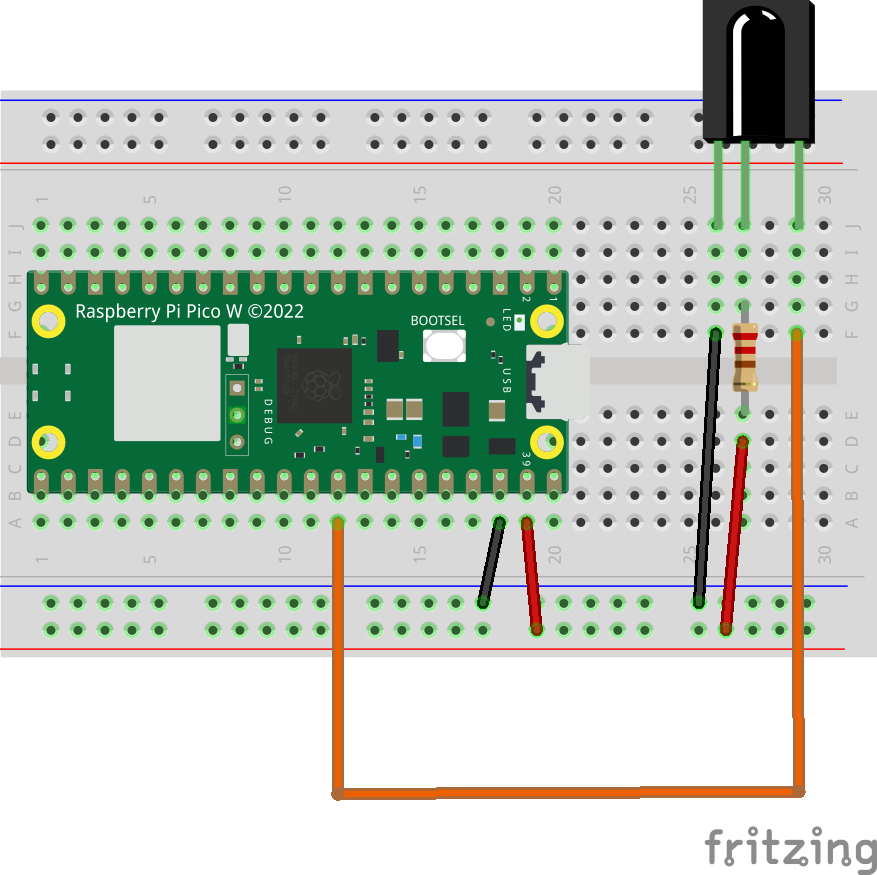 1 5 10 15 20 25 30
J J
I I
H H
G G
F F
2 1
Raspberry Pi Pico W ©2022
BOOTSEL
LED
USB
DEBUG
39
E E
D D
C C
B B
A A
1 5 10 15 20 25 30
fritzing